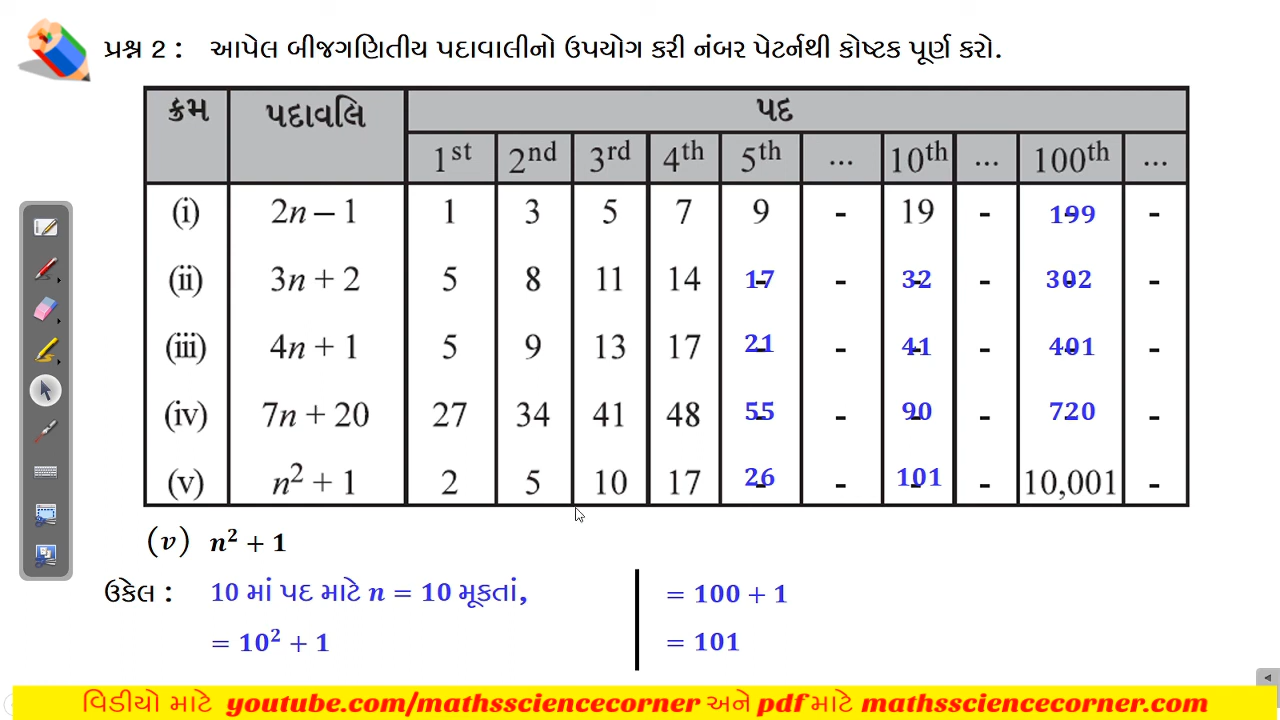 પ્રશ્ન 2 : આપેલ બીજગણિતીય પદાવાલીનો ઉપયોગ કરી નંબર પેટર્નથી કોષ્ટક પૂર્ણ કરો.
ક્રમ પદાવલિ પદ
1st 2nd 3rd 4th 5th ... 10th ... 100th ...
(i) 2n – 1 1 3 5 7 9 - 19 - 199 -
(ii) 3n + 2 5 8 11 14 17 - 32 - 302 -
(iii) 4n + 1 5 9 13 17 21 - 41 - 401 -
(iv) 7n + 20 27 34 41 48 55 - 90 - 720 -
(v) n² + 1 2 5 10 17 26 - 101 - 10,001 -
(v) n² + 1
ઉકેલ : 10 માં પદ માટે n = 10 મૂકતાં,
= 10² + 1
= 100 + 1
= 101
વિડીયો માટે youtube.com/mathssciencecorner અને pdf માટે mathssciencecorner.com